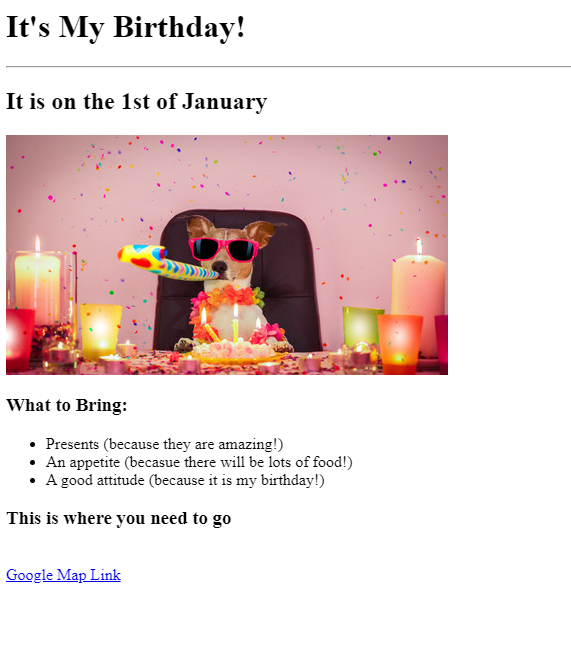 It's My Birthday!
It is on the 1st of January
What to Bring:
Presents (because they are amazing!)
An appetite (becasue there will be lots of food!)
A good attitude (because it is my birthday!)
This is where you need to go
Google Map Link